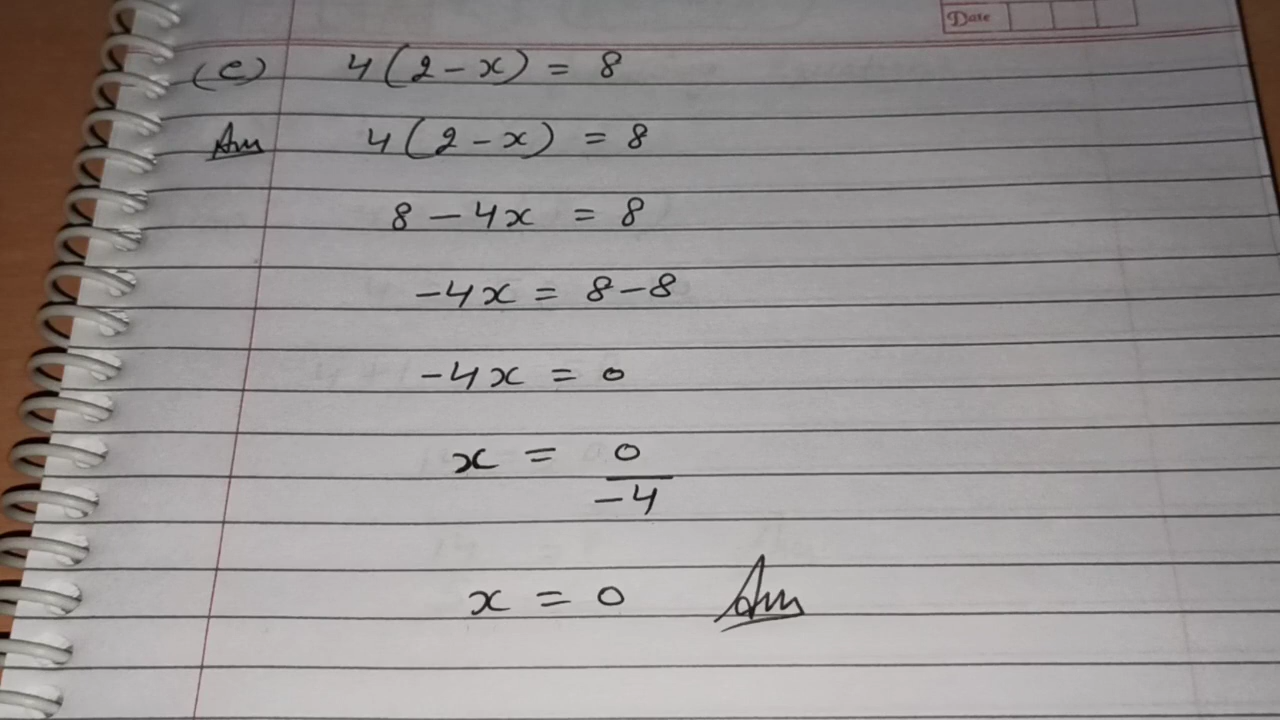 Date
(e) 4(2-x) = 8
Ans 4(2-x) = 8
8 - 4x = 8
-4x = 8-8
-4x = 0
x = 0/-4
x = 0 Ans